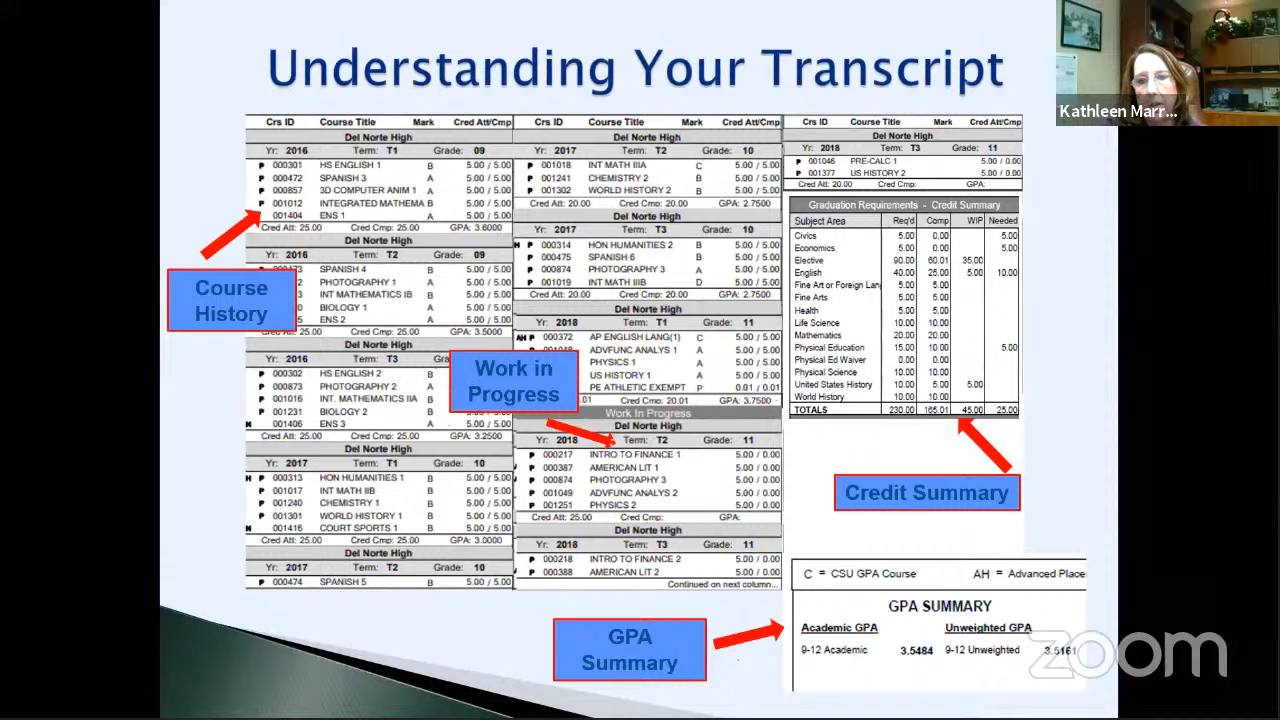 Understanding Your Transcript
Kathleen Marr...
Crs ID Course Title Mark Cred Att/Cmp
Del Norte High
Yr: 2016 Term: T1 Grade: 09
P 000301 HS ENGLISH 1 B 5.00 / 5.00
P 000472 SPANISH 3 A 5.00 / 5.00
P 000857 3D COMPUTER ANIM 1 A 5.00 / 5.00
P 001012 INTEGRATED MATHEMA B 5.00 / 5.00
001404 ENS 1 A 5.00 / 5.00
Cred Att: 25.00 Cred Cmp: 25.00 GPA: 3.6000
Del Norte High
Yr: 2016 Term: T2 Grade: 09
SPANISH 4 B 5.00 / 5.00
PHOTOGRAPHY 1 A 5.00 / 5.00
INT MATHEMATICS IB B 5.00 / 5.00
BIOLOGY 1 A 5.00 / 5.00
ENS 2 A 5.00 / 5.00
Cred Att: 25.00 Cred Cmp: 25.00 GPA: 3.5000
Del Norte High
Yr: 2016 Term: T3
P 000302 HS ENGLISH 2 B
P 000873 PHOTOGRAPHY 2 A
P 001016 INT. MATHEMATICS IIA B
P 001231 BIOLOGY 2 B 5.00 / 5.00
001406 ENS 3 A 5.00 / 5.00
Cred Att: 25.00 Cred Cmp: 25.00 GPA: 3.2500
Del Norte High
Yr: 2017 Term: T1 Grade: 10
H P 000313 HON HUMANITIES 1 B 5.00 / 5.00
P 001017 INT MATH IIB B 5.00 / 5.00
P 001240 CHEMISTRY 1 B 5.00 / 5.00
P 001301 WORLD HISTORY 1 B 5.00 / 5.00
001416 COURT SPORTS 1 B 5.00 / 5.00
Cred Att: 25.00 Cred Cmp: 25.00 GPA: 3.0000
Del Norte High
Yr: 2017 Term: T2 Grade: 10
P 000474 SPANISH 5 B 5.00 / 5.00
Crs ID Course Title Mark Cred Att/Cmp
Del Norte High
Yr: 2017 Term: T2 Grade: 10
P 001018 INT MATH IIIA C 5.00 / 5.00
P 001241 CHEMISTRY 2 B 5.00 / 5.00
P 001302 WORLD HISTORY 2 B 5.00 / 5.00
Cred Att: 20.00 Cred Cmp: 20.00 GPA: 2.7500
Del Norte High
Yr: 2017 Term: T3 Grade: 10
H P 000314 HON HUMANITIES 2 B 5.00 / 5.00
P 000475 SPANISH 6 B 5.00 / 5.00
P 000874 PHOTOGRAPHY 3 A 5.00 / 5.00
P 001019 INT MATH IIIB D 5.00 / 5.00
Cred Att: 20.00 Cred Cmp: 20.00 GPA: 2.7500
Del Norte High
Yr: 2018 Term: T1 Grade: 11
AH P 000372 AP ENGLISH LANG(1) C 5.00 / 5.00
ADVFUNC ANALYS 1 A 5.00 / 5.00
PHYSICS 1 A 5.00 / 5.00
US HISTORY 1 A 5.00 / 5.00
PE ATHLETIC EXEMPT P 0.01 / 0.01
Cred Cmp: 20.01 GPA: 3.7500
Work In Progress
Del Norte High
Yr: 2018 Term: T2 Grade: 11
P 000217 INTRO TO FINANCE 1 5.00 / 0.00
P 000387 AMERICAN LIT 1 5.00 / 0.00
P 000874 PHOTOGRAPHY 3 5.00 / 0.00
P 001049 ADVFUNC ANALYS 2 5.00 / 0.00
P 001251 PHYSICS 2 5.00 / 0.00
Cred Att: 25.00 Cred Cmp: GPA:
Del Norte High
Yr: 2018 Term: T3 Grade: 11
P 000218 INTRO TO FINANCE 2 5.00 / 0.00
P 000388 AMERICAN LIT 2 5.00 / 0.00
Continued on next column...
Crs ID Course Title Mark Cred Att/Cmp
Del Norte High
Yr: 2018 Term: T3 Grade: 11
P 001046 PRE-CALC 1 5.00 / 0.00
P 001377 US HISTORY 2 5.00 / 0.00
Cred Att: 20.00 Cred Cmp: GPA:
Graduation Requirements - Credit Summary
Subject Area Req'd Comp WIP Needed
Civics 5.00 0.00 5.00
Economics 5.00 0.00 5.00
Elective 90.00 60.01 35.00
English 40.00 25.00 5.00 10.00
Fine Art or Foreign Lan 5.00 5.00
Fine Arts 5.00 5.00
Health 5.00 5.00
Life Science 10.00 10.00
Mathematics 20.00 20.00
Physical Education 15.00 10.00 5.00
Physical Ed Waiver 0.00 0.00
Physical Science 10.00 10.00
United States History 10.00 5.00 5.00
World History 10.00 10.00
TOTALS 230.00 165.01 45.00 25.00
Course History
Work in Progress
Credit Summary
C = CSU GPA Course AH = Advanced Place
GPA SUMMARY
Academic GPA Unweighted GPA
9-12 Academic 3.5484 9-12 Unweighted 3.5161
GPA Summary
zoom